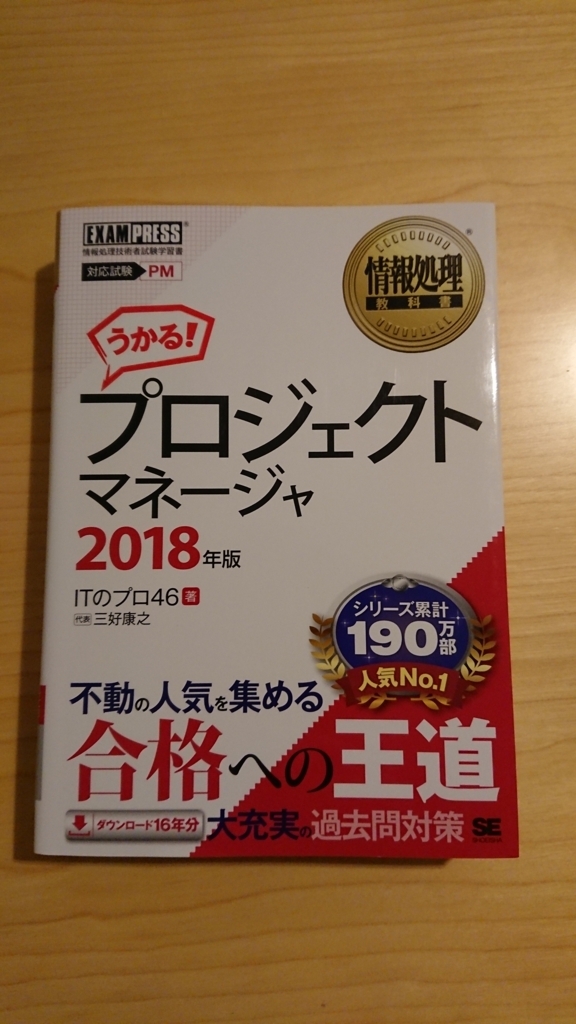 EXAMPRESS®
情報処理技術者試験学習書
対応試験 PM
情報処理®
教科書
うかる!
プロジェクト
マネージャ
2018年版
ITのプロ46 著
代表 三好康之
シリーズ累計
190万部
人気No.1
不動の人気を集める
合格への王道
ダウンロード16年分 大充実の過去問対策
SE
SHOEISHA